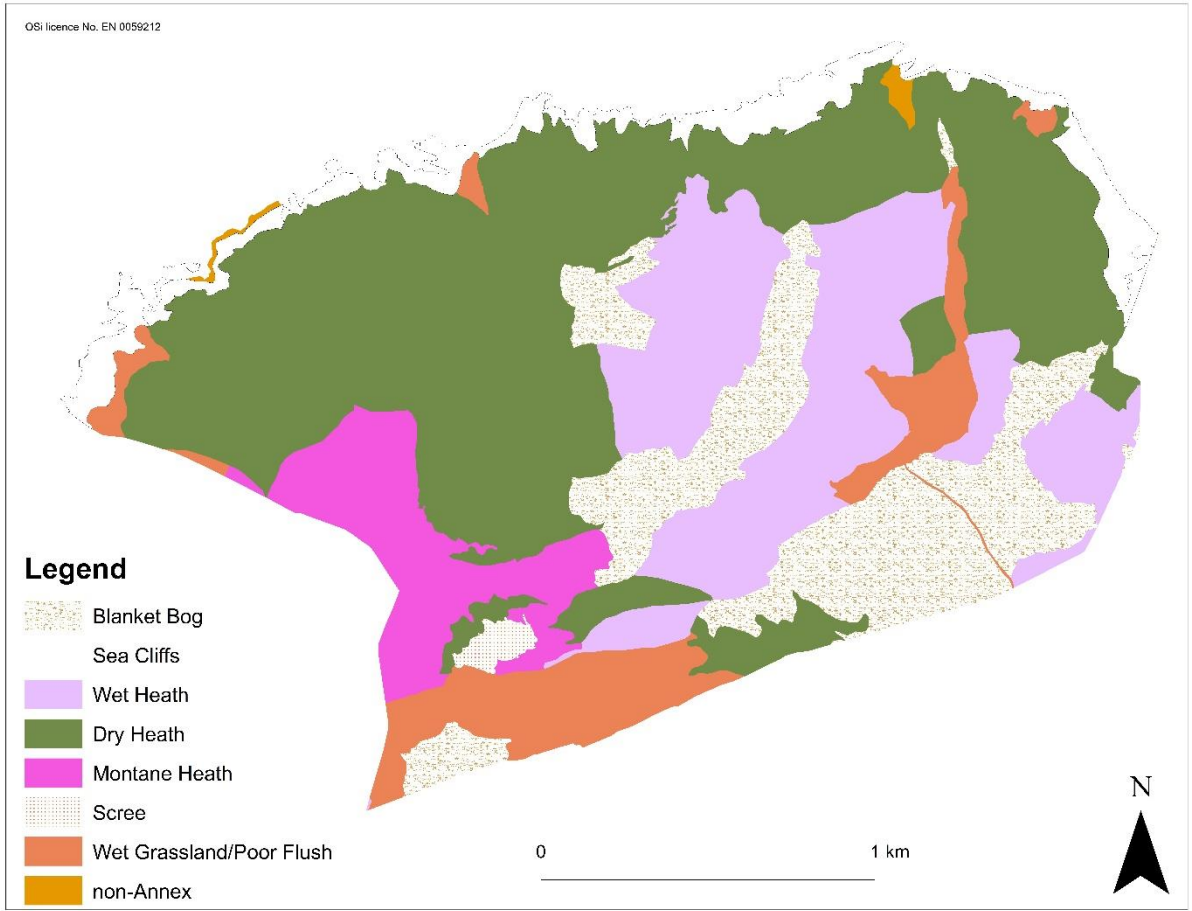 OSi licence No. EN 0059212
Legend
Blanket Bog
Sea Cliffs
Wet Heath
Dry Heath
Montane Heath
Scree
Wet Grassland/Poor Flush
non-Annex
0 1 km
N